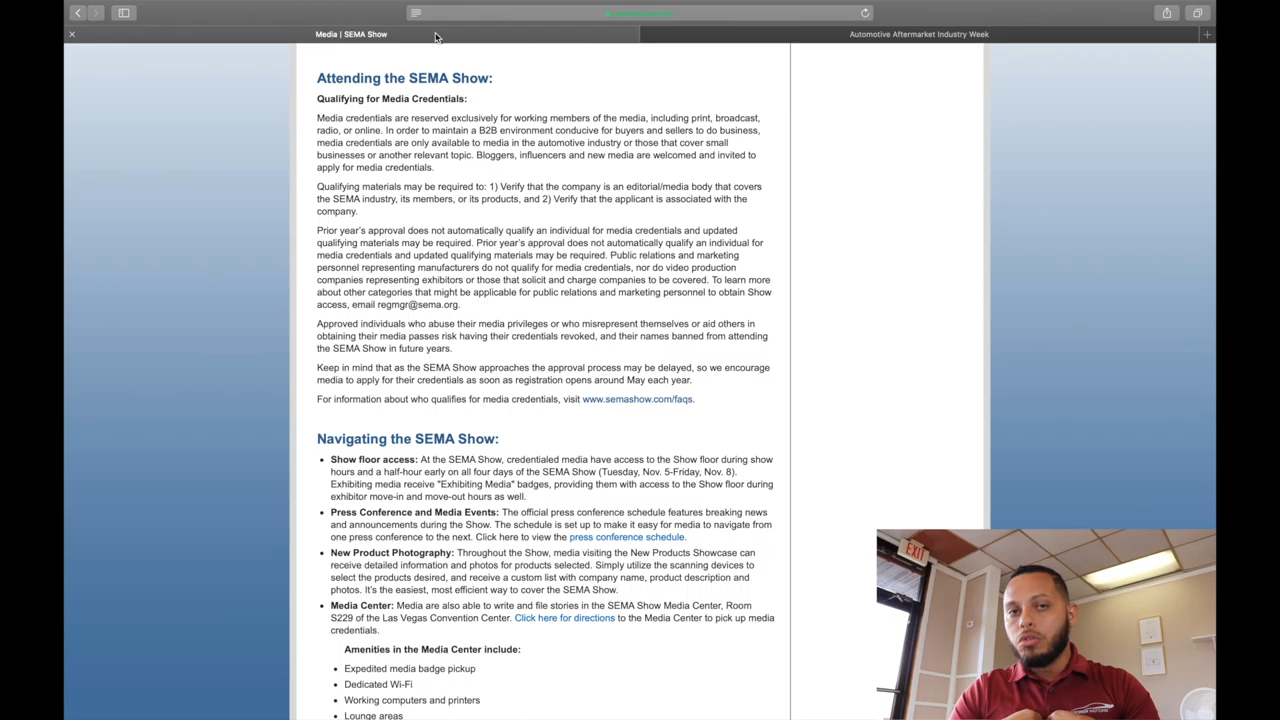 Media | SEMA Show
Automotive Aftermarket Industry Week
Attending the SEMA Show:
Qualifying for Media Credentials:
Media credentials are reserved exclusively for working members of the media, including print, broadcast,
radio, or online. In order to maintain a B2B environment conducive for buyers and sellers to do business,
media credentials are only available to media in the automotive industry or those that cover small
businesses or another relevant topic. Bloggers, influencers and new media are welcomed and invited to
apply for media credentials.
Qualifying materials may be required to: 1) Verify that the company is an editorial/media body that covers
the SEMA industry, its members, or its products, and 2) Verify that the applicant is associated with the
company.
Prior year's approval does not automatically qualify an individual for media credentials and updated
qualifying materials may be required. Prior year's approval does not automatically qualify an individual for
media credentials and updated qualifying materials may be required. Public relations and marketing
personnel representing manufacturers do not qualify for media credentials, nor do video production
companies representing exhibitors or those that solicit and charge companies to be covered. To learn more
about other categories that might be applicable for public relations and marketing personnel to obtain Show
access, email regmgr@sema.org.
Approved individuals who abuse their media privileges or who misrepresent themselves or aid others in
obtaining their media passes risk having their credentials revoked, and their names banned from attending
the SEMA Show in future years.
Keep in mind that as the SEMA Show approaches the approval process may be delayed, so we encourage
media to apply for their credentials as soon as registration opens around May each year.
For information about who qualifies for media credentials, visit www.semashow.com/faqs.
Navigating the SEMA Show:
• Show floor access: At the SEMA Show, credentialed media have access to the Show floor during show
hours and a half-hour early on all four days of the SEMA Show (Tuesday, Nov. 5-Friday, Nov. 8).
Exhibiting media receive "Exhibiting Media" badges, providing them with access to the Show floor during
exhibitor move-in and move-out hours as well.
• Press Conference and Media Events: The official press conference schedule features breaking news
and announcements during the Show. The schedule is set up to make it easy for media to navigate from
one press conference to the next. Click here to view the press conference schedule.
• New Product Photography: Throughout the Show, media visiting the New Products Showcase can
receive detailed information and photos for products selected. Simply utilize the scanning devices to
select the products desired, and receive a custom list with company name, product description and
photos. It's the easiest, most efficient way to cover the SEMA Show.
• Media Center: Media are also able to write and file stories in the SEMA Show Media Center, Room
S229 of the Las Vegas Convention Center. Click here for directions to the Media Center to pick up media
credentials.
Amenities in the Media Center include:
• Expedited media badge pickup
• Dedicated Wi-Fi
• Working computers and printers
• Lounge areas
EXIT